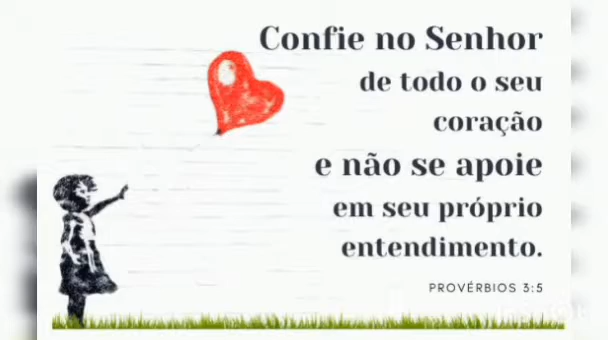 Confie no Senhor
de todo o seu
coração
e não se apoie
em seu próprio
entendimento.
PROVÉRBIOS 3:5